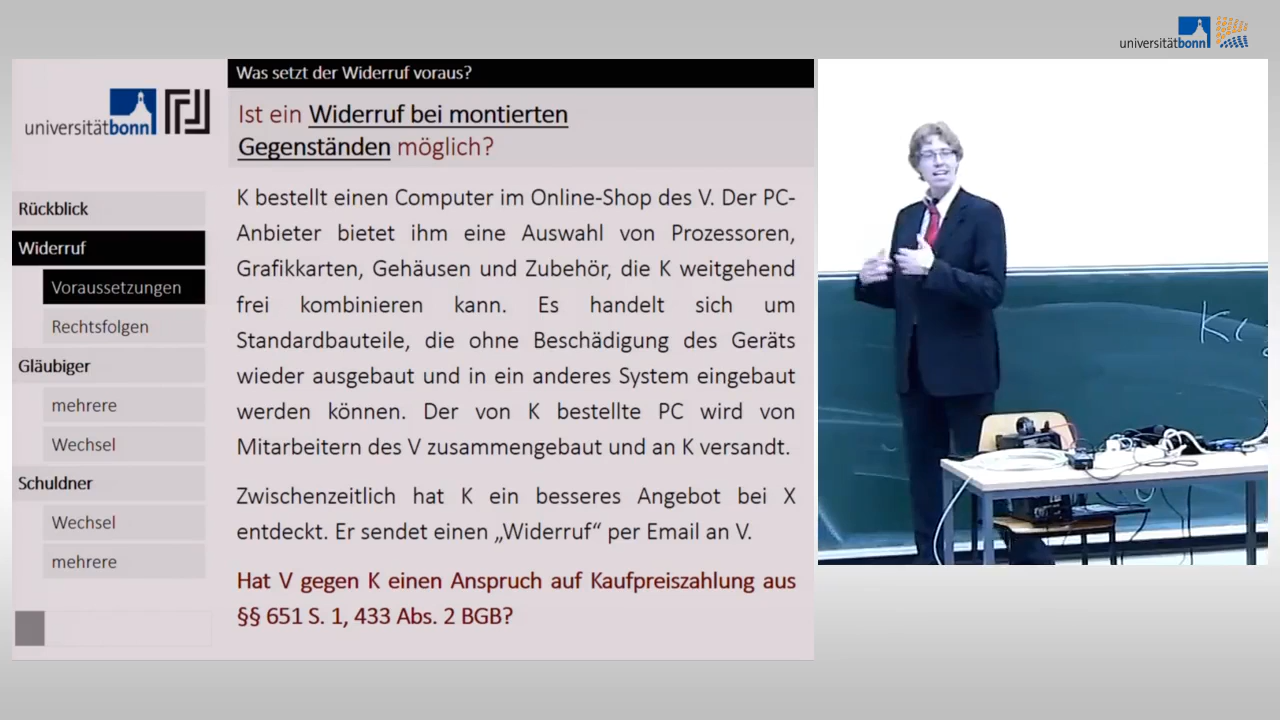 universitätbonn
universitätbonn
Was setzt der Widerruf voraus?
Ist ein Widerruf bei montierten
Gegenständen möglich?
Rückblick
Widerruf
Voraussetzungen
Rechtsfolgen
Gläubiger
mehrere
Wechsel
Schuldner
Wechsel
mehrere
K bestellt einen Computer im Online-Shop des V. Der PC-
Anbieter bietet ihm eine Auswahl von Prozessoren,
Grafikkarten, Gehäusen und Zubehör, die K weitgehend
frei kombinieren kann. Es handelt sich um
Standardbauteile, die ohne Beschädigung des Geräts
wieder ausgebaut und in ein anderes System eingebaut
werden können. Der von K bestellte PC wird von
Mitarbeitern des V zusammengebaut und an K versandt.
Zwischenzeitlich hat K ein besseres Angebot bei X
entdeckt. Er sendet einen „Widerruf“ per Email an V.
Hat V gegen K einen Anspruch auf Kaufpreiszahlung aus
§§ 651 S. 1, 433 Abs. 2 BGB?